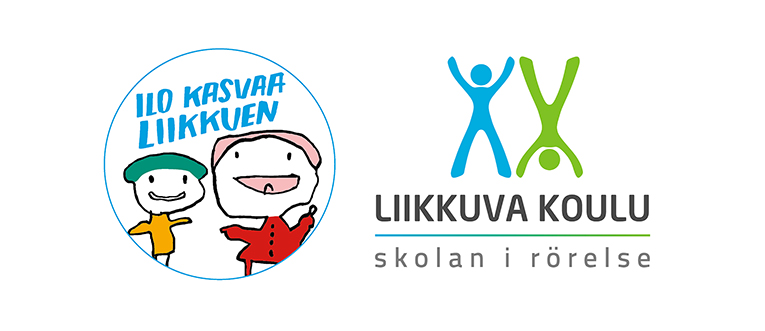 ILO KASVAA
LIIKKUEN
LIIKKUVA KOULU
skolan i rörelse